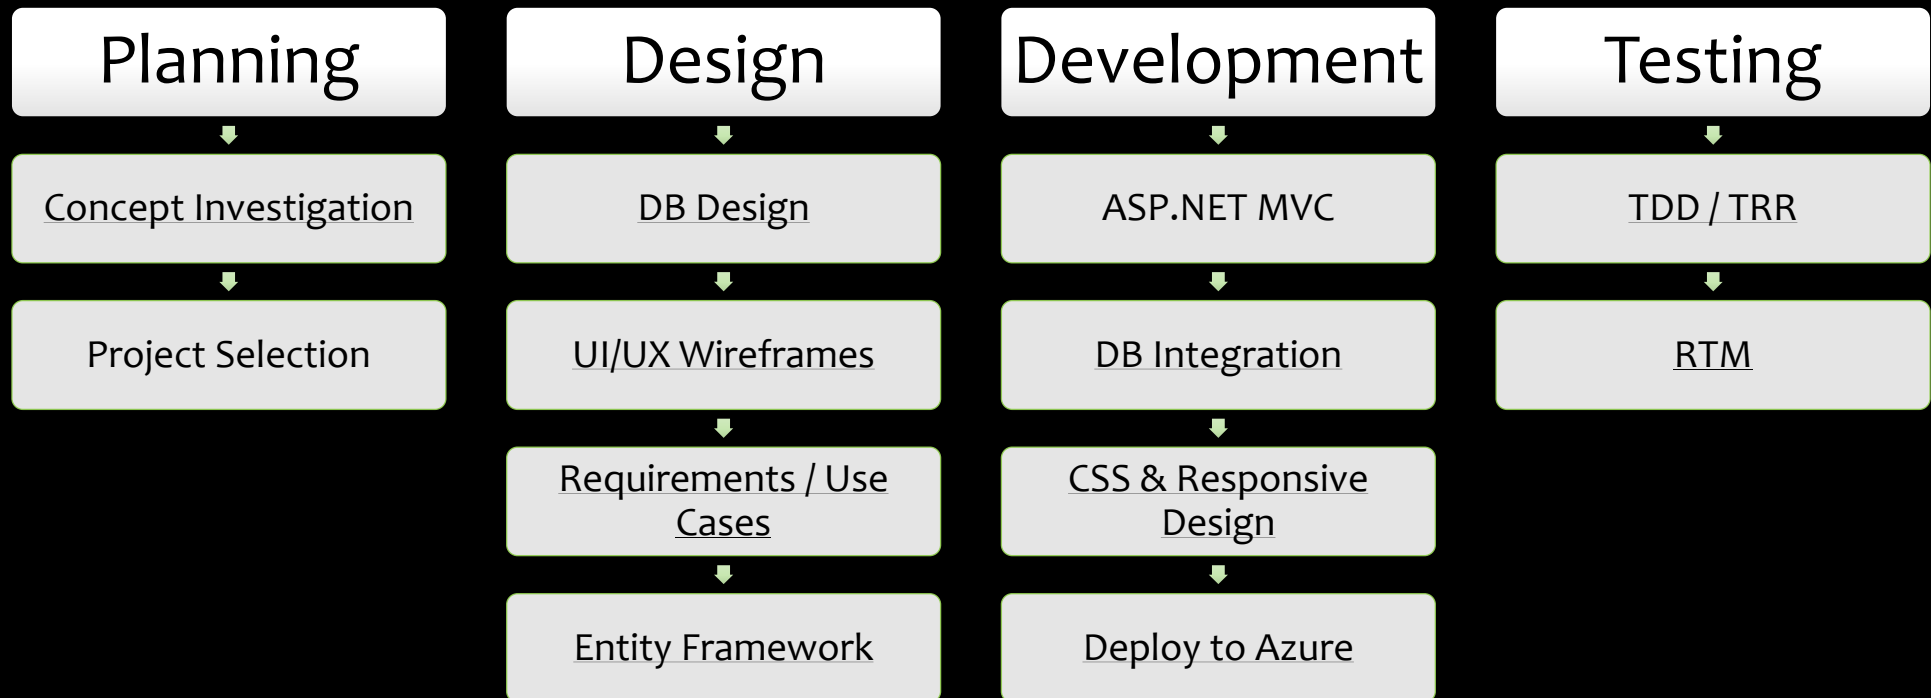 Planning
Concept Investigation
Project Selection
Design
DB Design
UI/UX Wireframes
Requirements / Use
Cases
Entity Framework
Development
ASP.NET MVC
DB Integration
CSS & Responsive
Design
Deploy to Azure
Testing
TDD / TRR
RTM